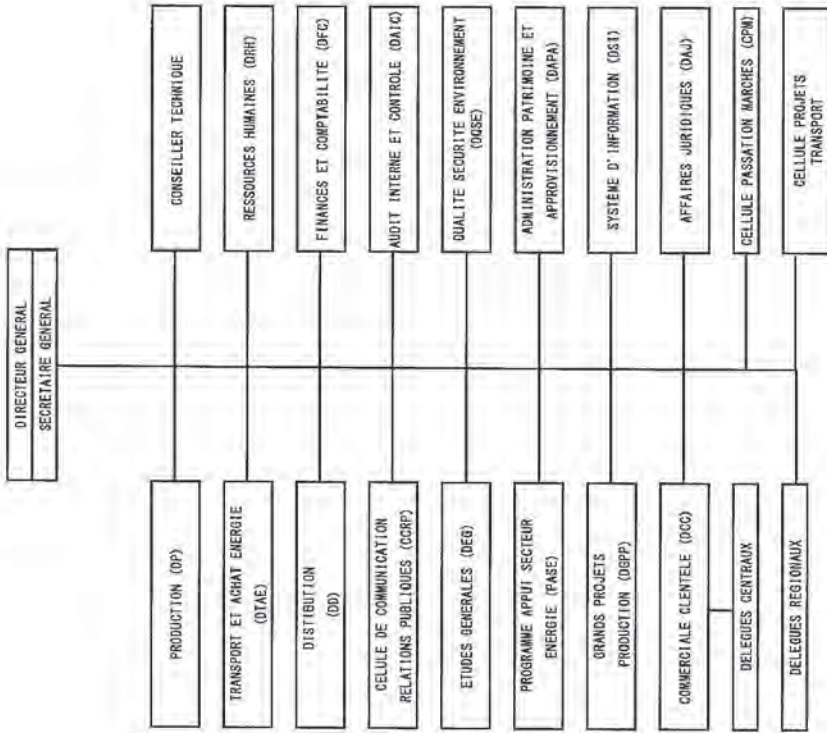 DIRECTEUR GENERAL
SECRETAIRE GENERAL
PRODUCTION (DP)
CONSEILLER TECHNIQUE
TRANSPORT ET ACHAT ENERGIE
(DTAE)
RESSOURCES HUMAINES (DRH)
DISTIBUTION
(DD)
FINANCES ET COMPTABILITE (DFC)
CELULE DE COMMUNICATION
RELATIONS PUBLIQUES (CCRP)
AUDIT INTERNE ET CONTROLE (DAIC)
ETUDES GENERALES (DEG)
QUALITE SECURITE ENVIRONNEMENT
(DQSE)
PROGRAMME APPUI SECTEUR
ENERGIE (PASE)
ADMINISTRATION PATRIMOINE ET
APPROVISIONNEMENT (DAPA)
GRANDS PROJETS
PRODUCTION (DGPP)
SYSTÈME D'INFORMATION (DSI)
COMMERCIALE CLENTELE (DCC)
AFFAIRES JURIDIQUES (DAJ)
DELEGUES CENTRAUX
CELLULE PASSATION MARCHES (CPM)
DELEGUES REGIONAUX
CELLULE PROJETS
TRANSPORT